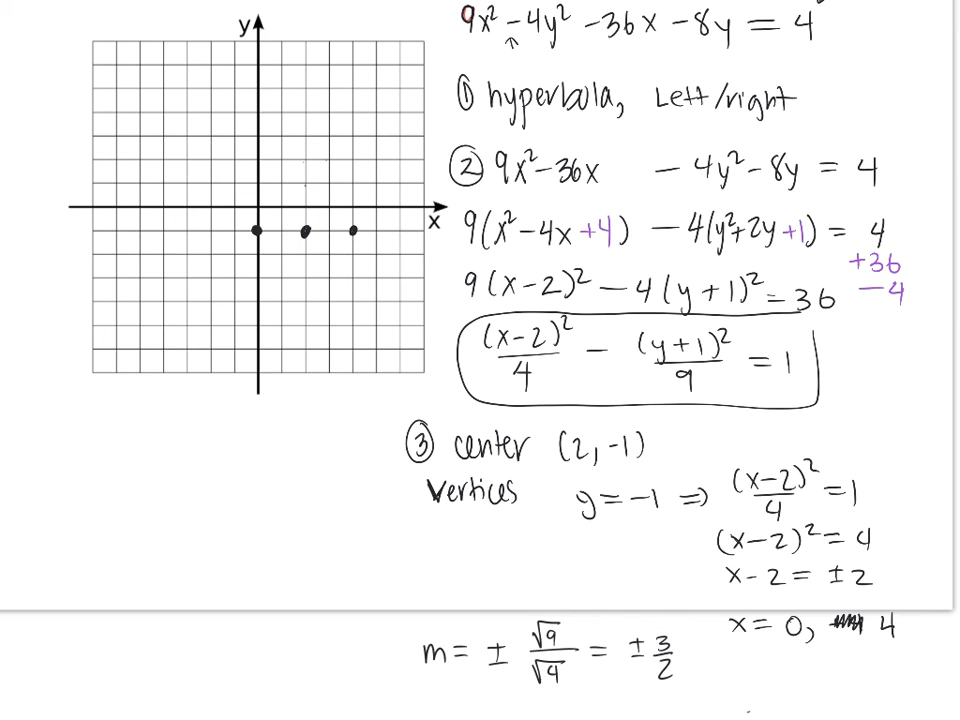 9x² - 4y² - 36x - 8y = 4
y
① hyperbola, Left/right
② 9x² - 36x - 4y² - 8y = 4
x
9(x² - 4x + 4) - 4(y² + 2y + 1) = 4
+36
-4
9(x-2)² - 4(y+1)² = 36
(x-2)²/4 - (y+1)²/9 = 1
③ center (2, -1)
Vertices y = -1 ⇒ (x-2)²/4 = 1
(x-2)² = 4
x - 2 = ±2
x = 0, 4
m = ± √9/√4 = ± 3/2